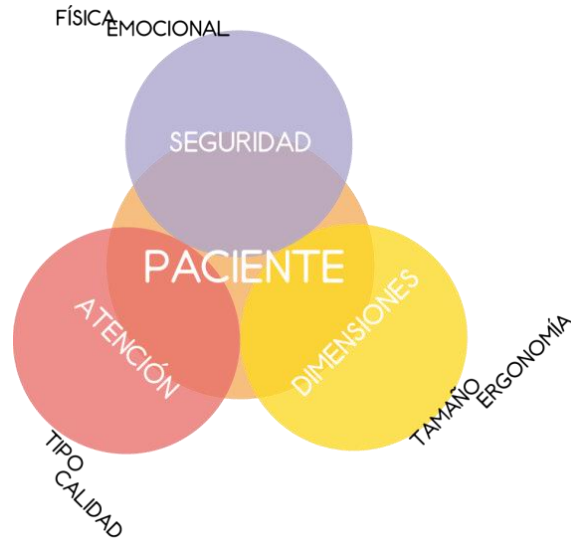 FÍSICA
EMOCIONAL
SEGURIDAD
PACIENTE
ATENCIÓN
DIMENSIONES
TAMAÑO
ERGONOMÍA
TIPO
CALIDAD